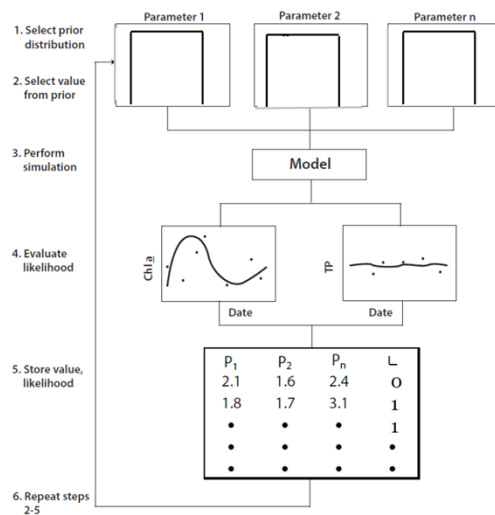 Parameter 1
Parameter 2
Parameter n
1. Select prior
distribution
2. Select value
from prior
3. Perform
simulation
Model
4. Evaluate
likelihood
Chl a
Date
TP
Date
5. Store value,
likelihood
P1 P2 Pn L
2.1 1.6 2.4 0
1.8 1.7 3.1 1
• • • 1
• • • •
• • • •
6. Repeat steps
2-5